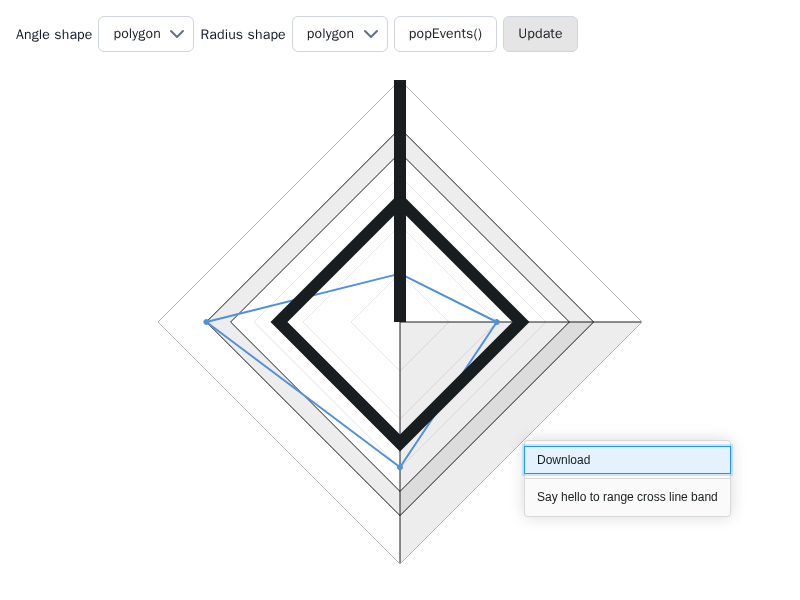 Angle shape polygon Radius shape polygon popEvents() Update
Download
Say hello to range cross line band